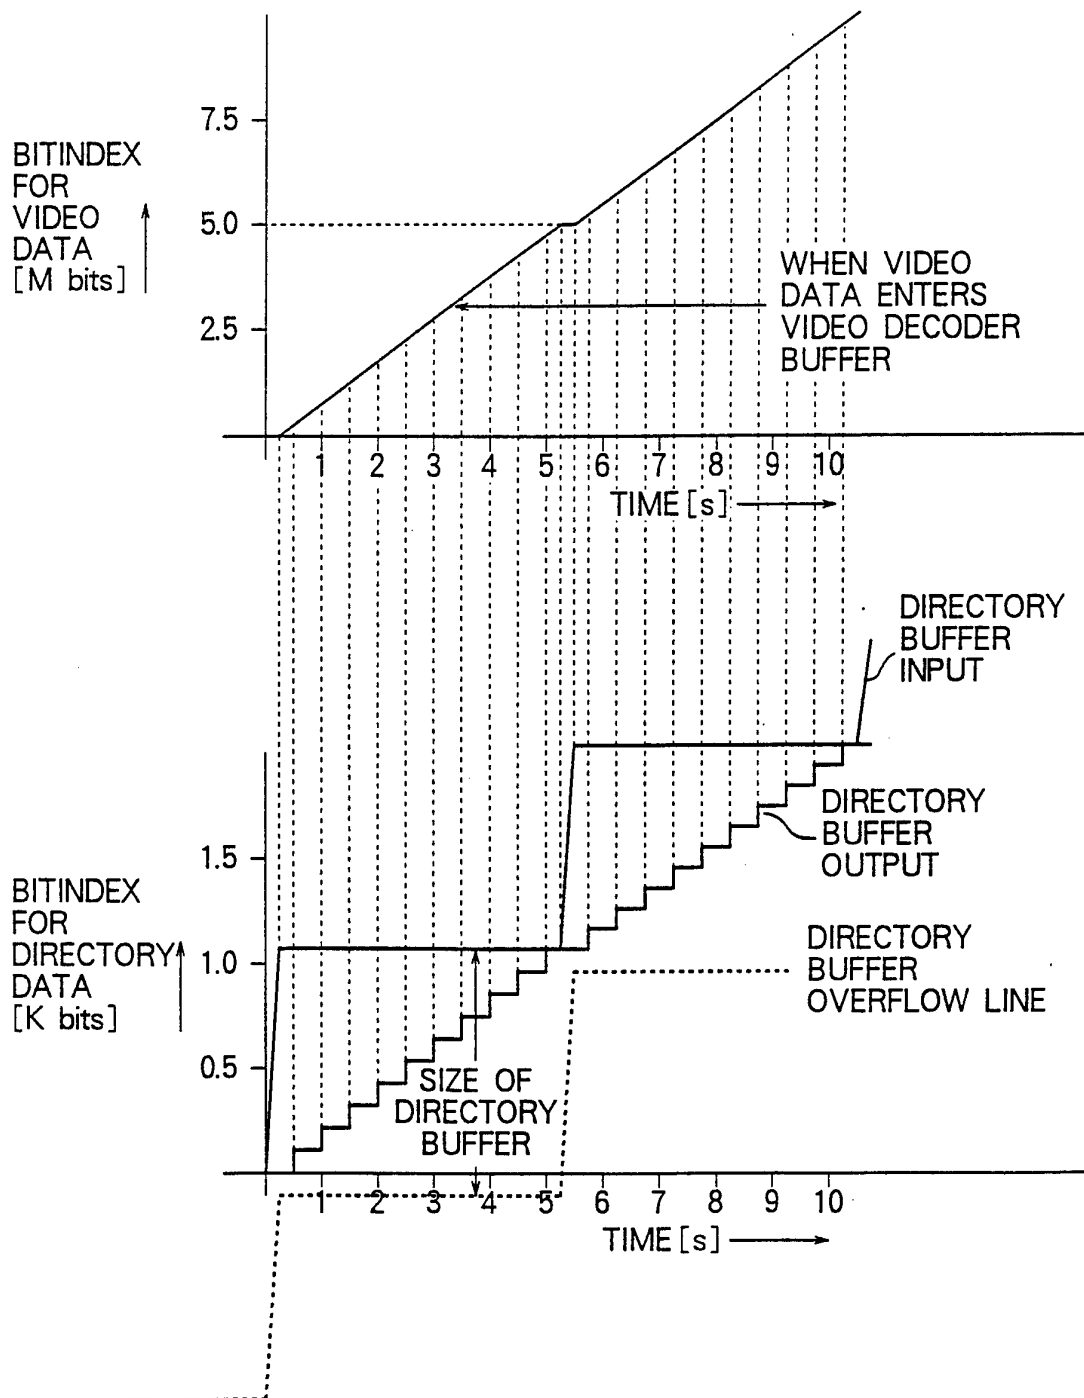 7.5
BITINDEX
FOR
VIDEO
DATA
[M bits]
5.0
2.5
WHEN VIDEO
DATA ENTERS
VIDEO DECODER
BUFFER
1 2 3 4 5 6 7 8 9 10
TIME [s]
DIRECTORY
BUFFER
INPUT
DIRECTORY
BUFFER
OUTPUT
1.5
BITINDEX
FOR
DIRECTORY
DATA
[K bits]
1.0
0.5
DIRECTORY
BUFFER
OVERFLOW LINE
SIZE OF
DIRECTORY
BUFFER
1 2 3 4 5 6 7 8 9 10
TIME [s]